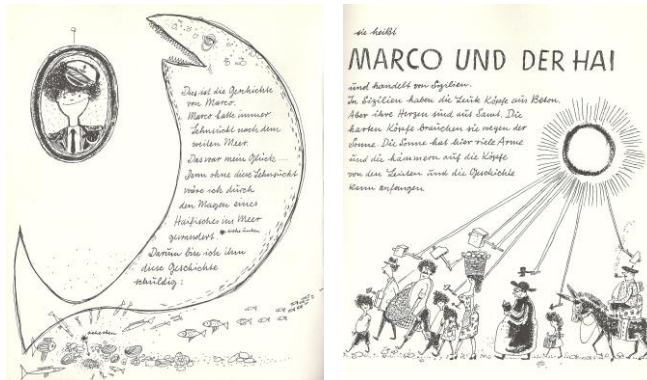 Das ist die Geschichte
von Marco.
Marco hatte immer
Sehnsucht nach dem
weiten Meer.
Das war mein Glück....
Denn ohne diese Sehnsucht
wäre ich durch
den Magen eines
Haifisches ins Meer
gewandert. * siehe unten
Darum bin ich ihm
diese Geschichte
schuldig:
sie heißt
MARCO UND DER HAI
und handelt von Sizilien.
In Sizilien haben die Leute Köpfe aus Beton.
Aber ihre Herzen sind aus Samt. Die
harten Köpfe brauchen sie wegen der
Sonne. Die Sonne hat hier viele Arme
und die hämmern auf die Köpfe
von den Leuten und die Geschichte
kann anfangen